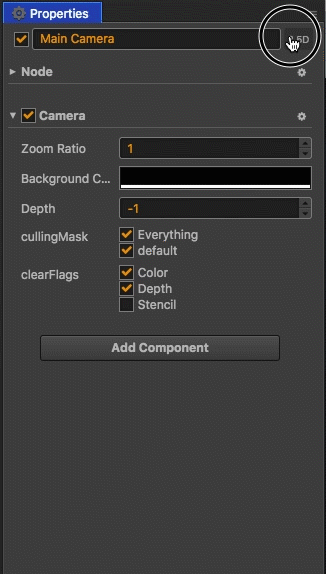 Properties
Main Camera
Node
Camera
Zoom Ratio 1
Background C...
Depth -1
cullingMask Everything
default
clearFlags Color
Depth
Stencil
Add Component